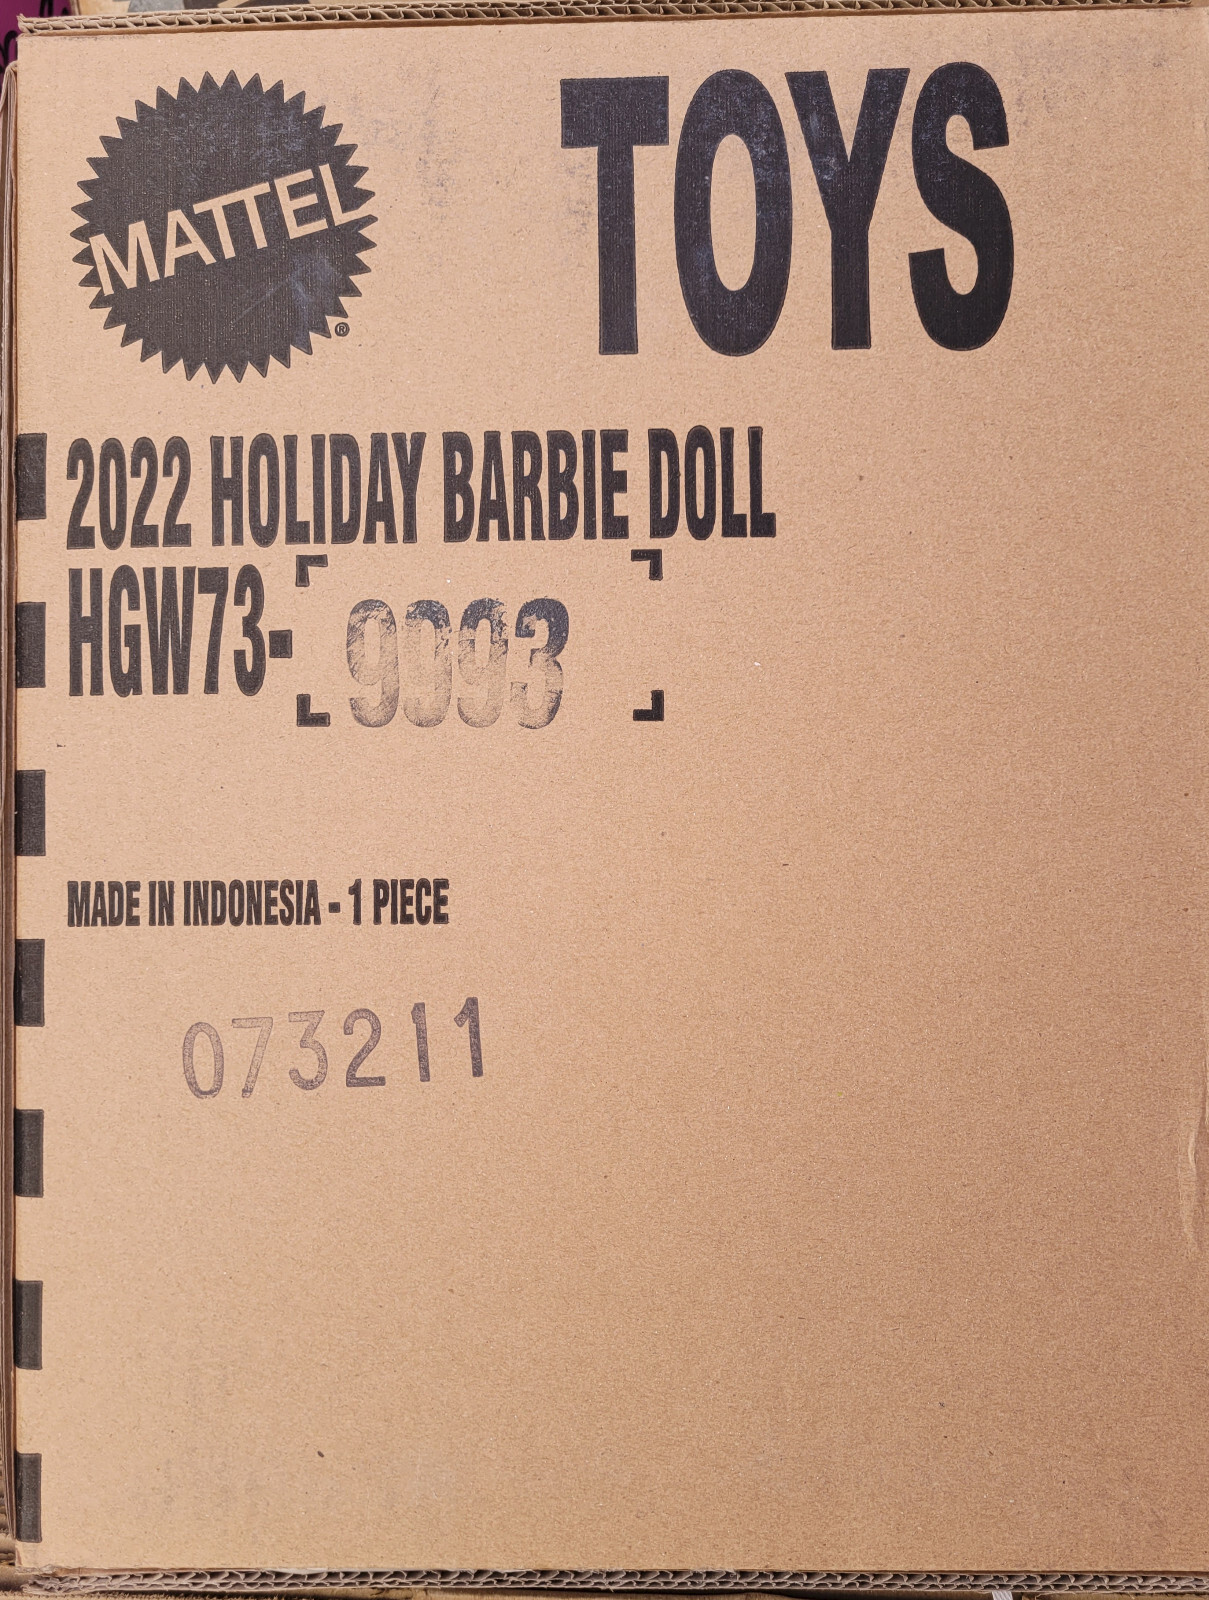 MATTEL®
TOYS
2022 HOLIDAY BARBIE DOLL
HGW73-9993
MADE IN INDONESIA - 1 PIECE
073211